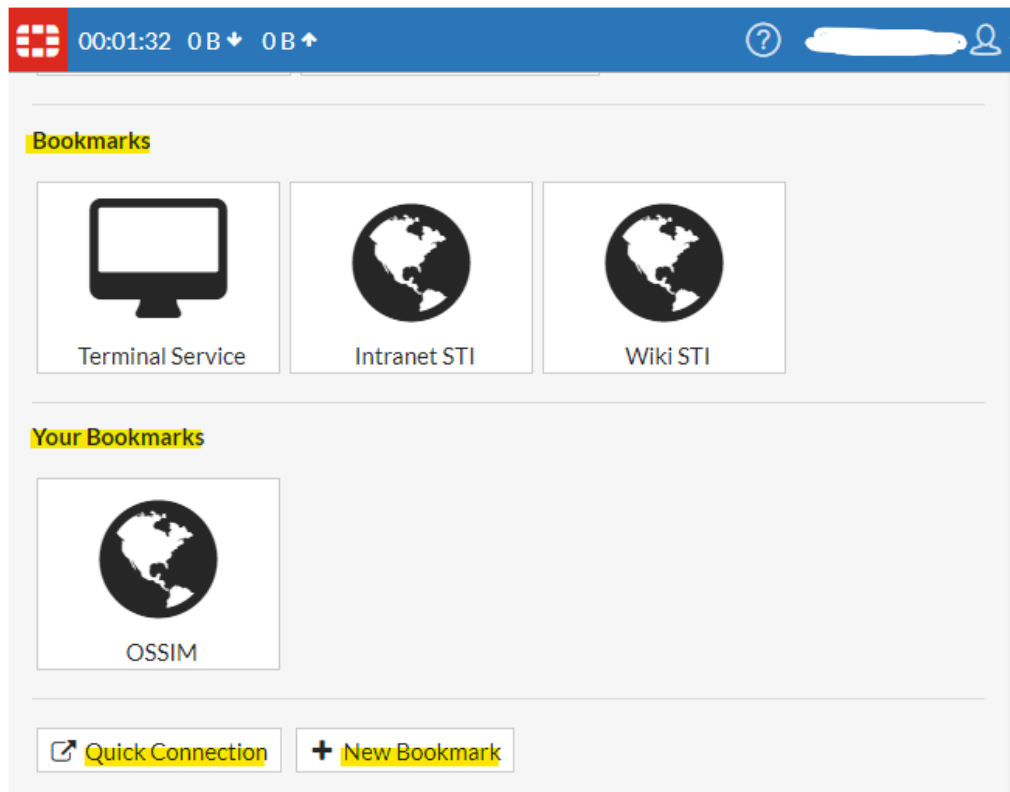 00:01:32 0 B 0 B
Bookmarks
Terminal Service Intranet STI Wiki STI
Your Bookmarks
OSSIM
Quick Connection New Bookmark